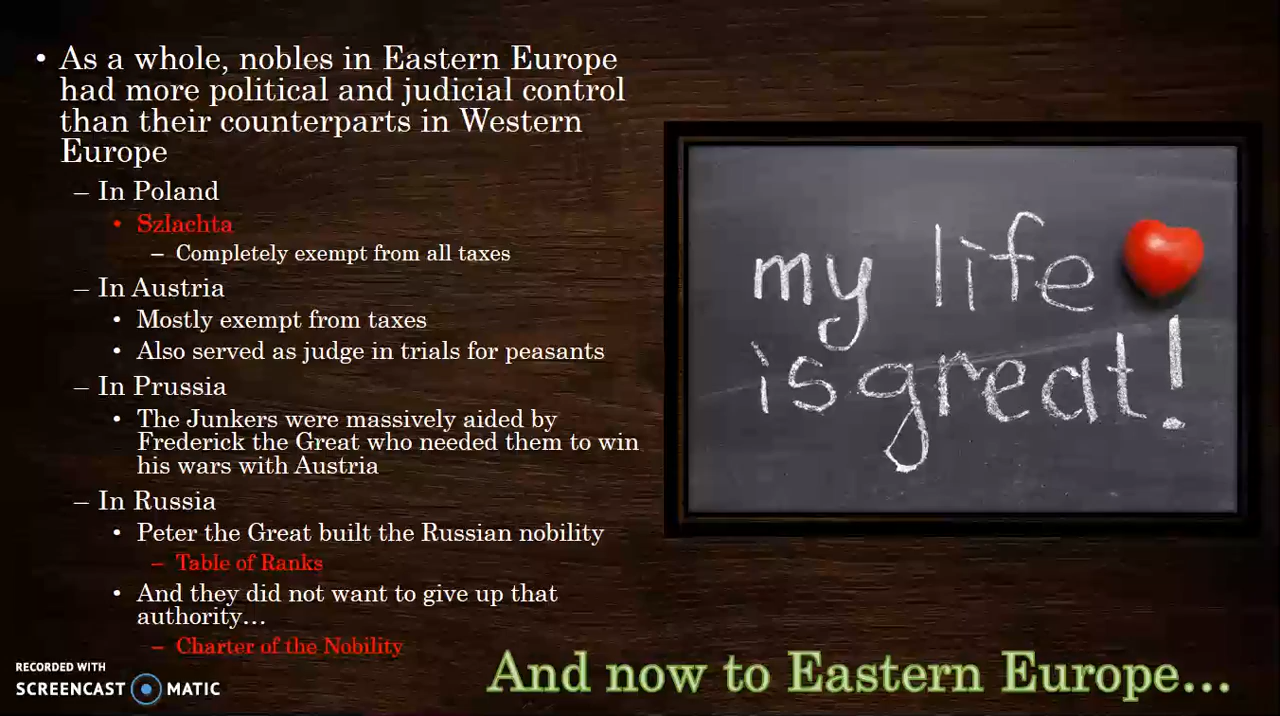 • As a whole, nobles in Eastern Europe
had more political and judicial control
than their counterparts in Western
Europe
– In Poland
• Szlachta
– Completely exempt from all taxes
– In Austria
• Mostly exempt from taxes
• Also served as judge in trials for peasants
– In Prussia
• The Junkers were massively aided by
Frederick the Great who needed them to win
his wars with Austria
– In Russia
• Peter the Great built the Russian nobility
– Table of Ranks
• And they did not want to give up that
authority…
– Charter of the Nobility
my life
is great!
And now to Eastern Europe…
RECORDED WITH
SCREENCAST MATIC